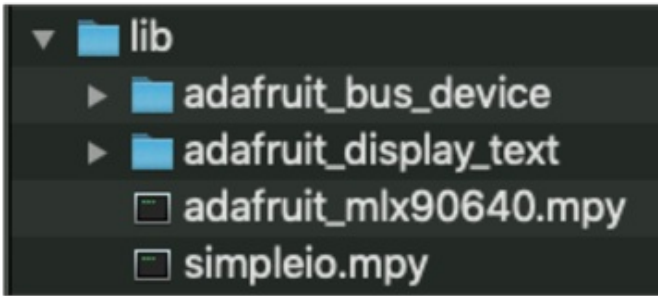 lib
adafruit_bus_device
adafruit_display_text
adafruit_mlx90640.mpy
simpleio.mpy